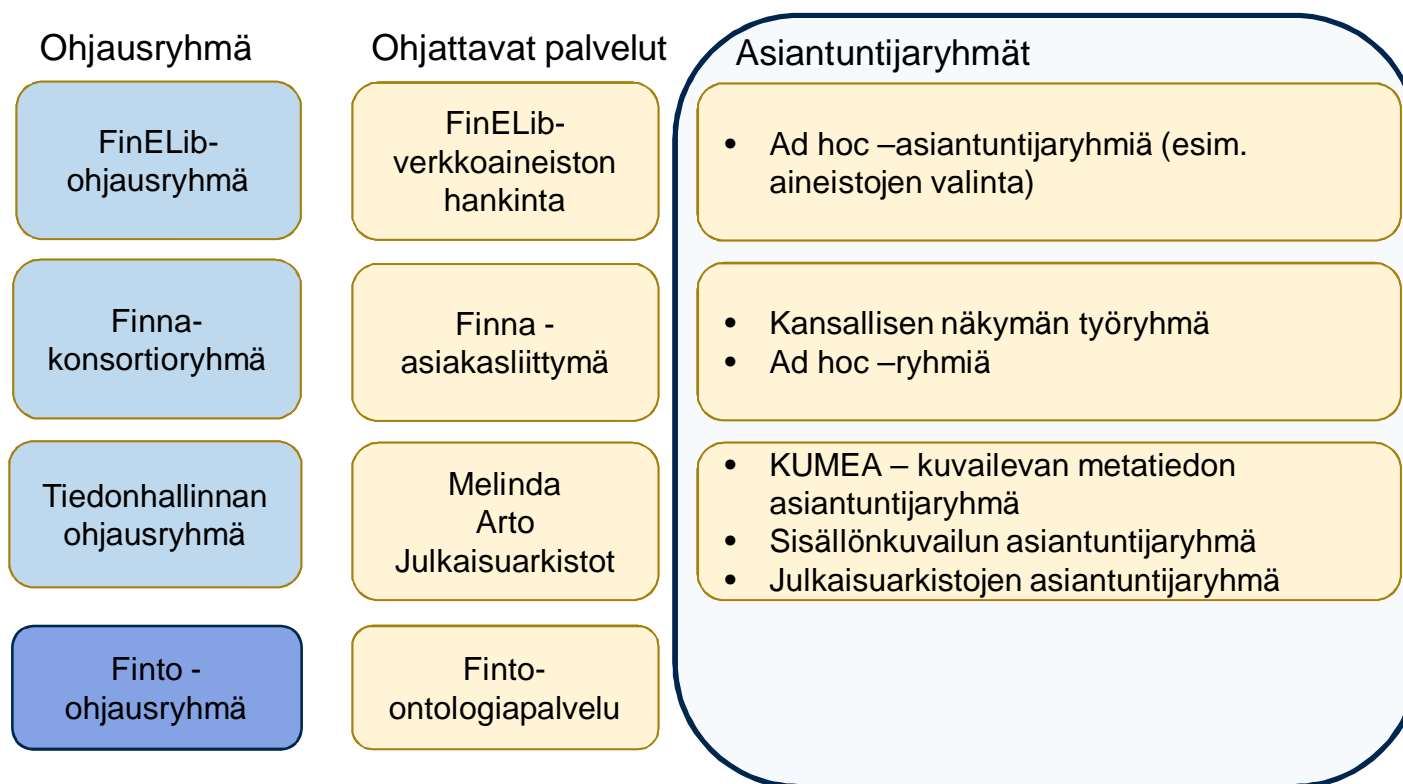 Ohjausryhmä
Ohjattavat palvelut
Asiantuntijaryhmät
FinELib-
ohjausryhmä
FinELib-
verkkoaineiston
hankinta
• Ad hoc –asiantuntijaryhmiä (esim.
aineistojen valinta)
Finna-
konsortioryhmä
Finna -
asiakasliittymä
• Kansallisen näkymän työryhmä
• Ad hoc –ryhmiä
Tiedonhallinnan
ohjausryhmä
Melinda
Arto
Julkaisuarkistot
• KUMEA – kuvailevan metatiedon
asiantuntijaryhmä
• Sisällönkuvailun asiantuntijaryhmä
• Julkaisuarkistojen asiantuntijaryhmä
Finto -
ohjausryhmä
Finto-
ontologiapalvelu